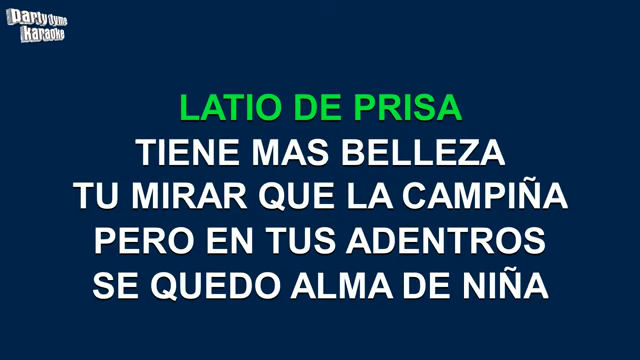 Party Tyme
Karaoke
LATIO DE PRISA
TIENE MAS BELLEZA
TU MIRAR QUE LA CAMPIÑA
PERO EN TUS ADENTROS
SE QUEDO ALMA DE NIÑA